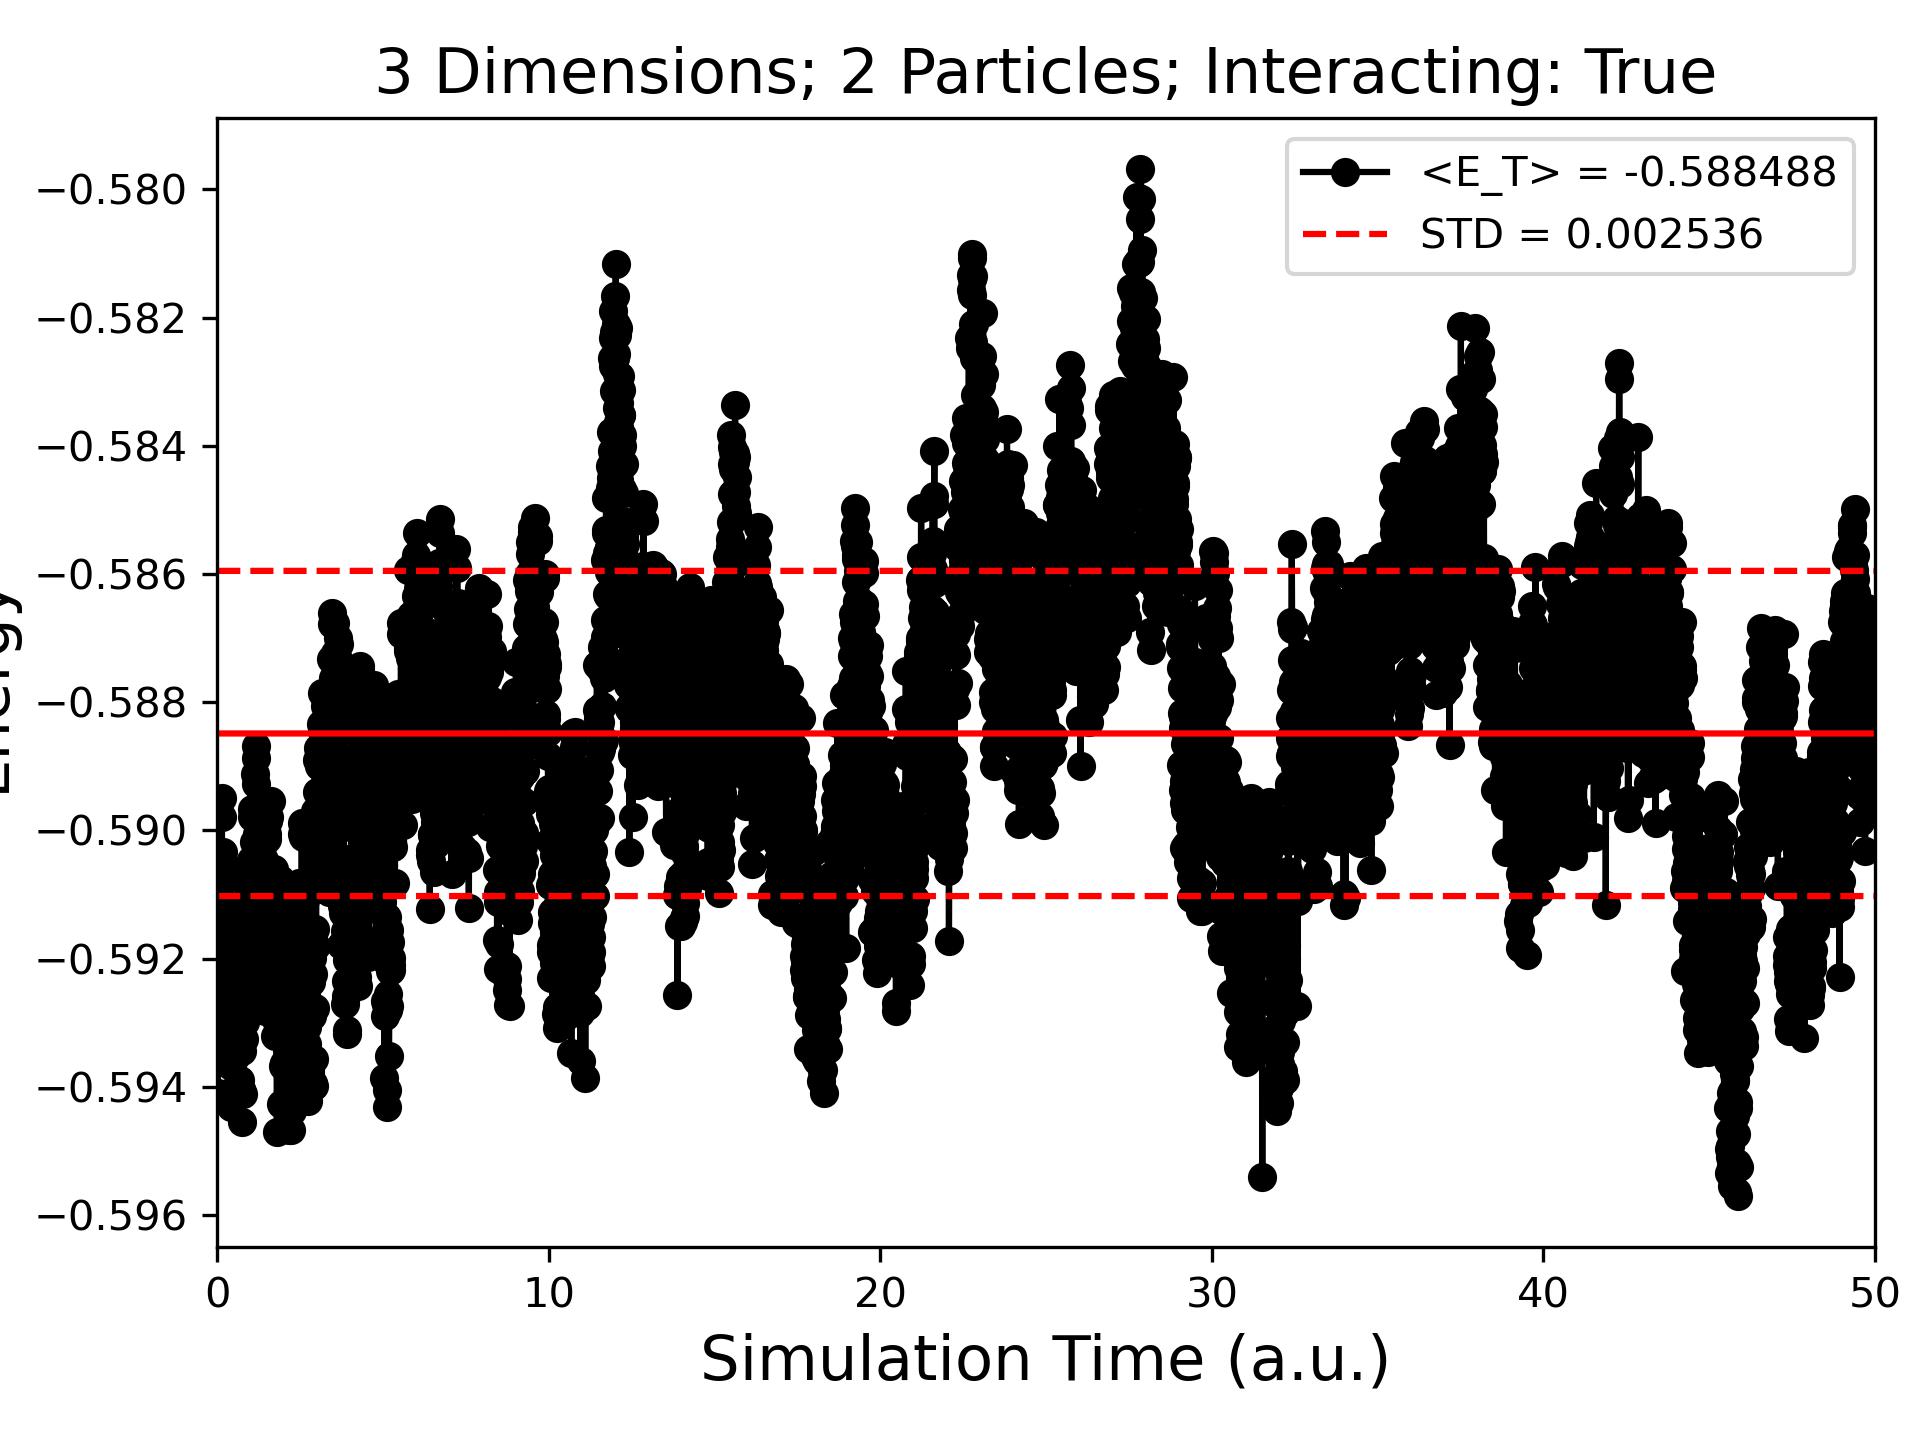 3 Dimensions; 2 Particles; Interacting: True
<E_T> = -0.588488
STD = 0.002536
−0.580
−0.582
−0.584
−0.586
−0.588
−0.590
−0.592
−0.594
−0.596
Energy
0 10 20 30 40 50
Simulation Time (a.u.)